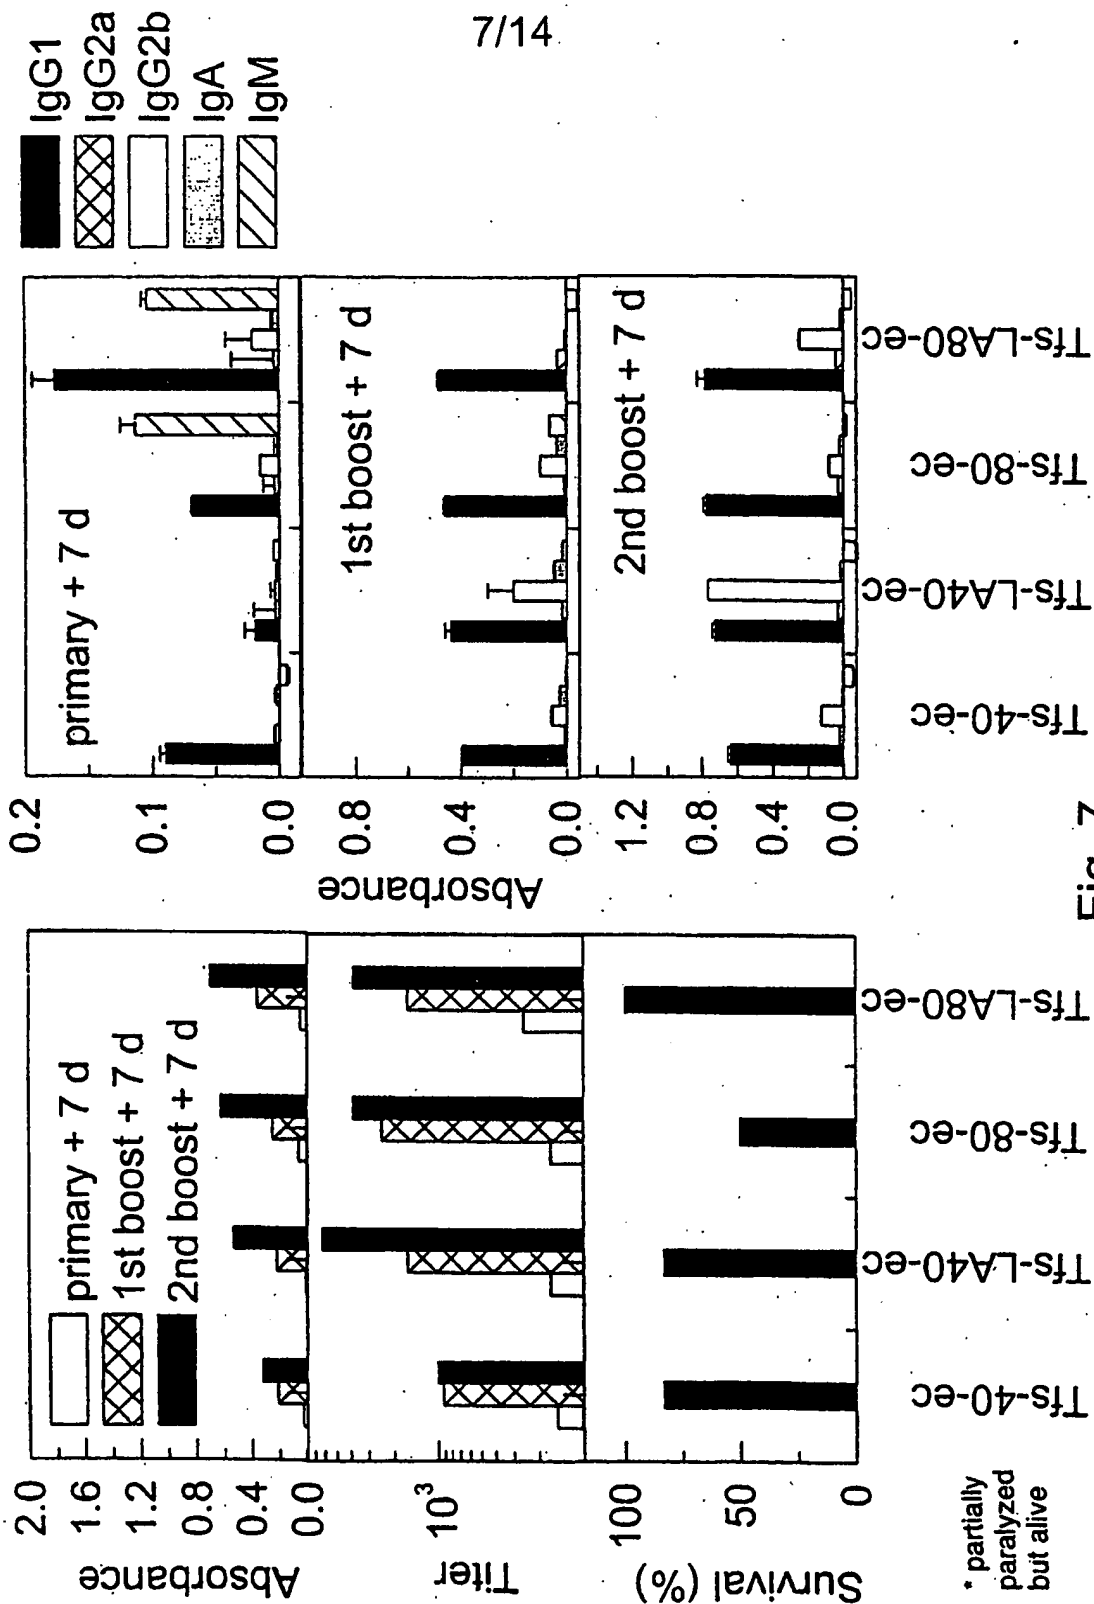 7/14
primary + 7 d
1st boost + 7 d
2nd boost + 7 d
2.0
1.6
1.2
0.8
0.4
0.0
Absorbance
10³
Titer
100
50
0
Survival (%)
Tfs-40-ec
Tfs-LA40-ec
Tfs-80-ec
Tfs-LA80-ec
* partially
paralyzed
but alive
IgG1
IgG2a
IgG2b
IgA
IgM
primary + 7 d
0.2
0.1
0.0
1st boost + 7 d
0.8
0.4
0.0
2nd boost + 7 d
1.2
0.8
0.4
0.0
Absorbance
Tfs-40-ec
Tfs-LA40-ec
Tfs-80-ec
Tfs-LA80-ec
Fig. 7